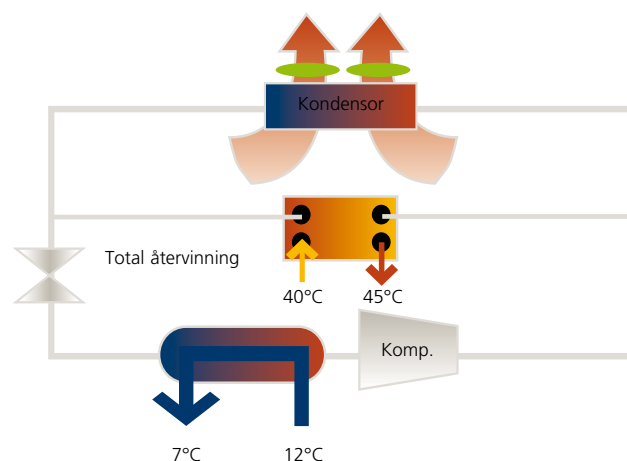 Kondensor
Total återvinning
40°C
45°C
Komp.
7°C
12°C